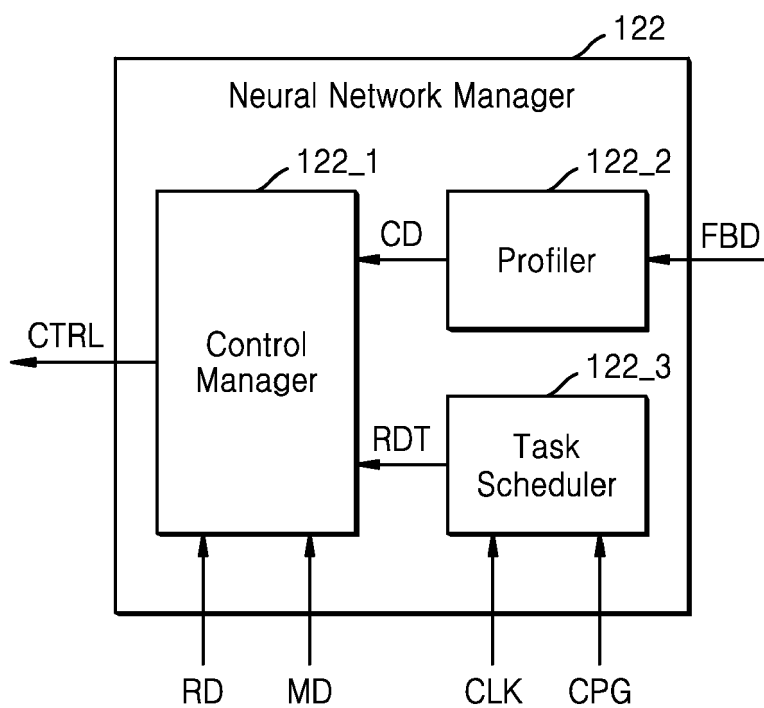 122
Neural Network Manager
122_1
122_2
CD
FBD
Profiler
CTRL
Control
Manager
122_3
RDT
Task
Scheduler
RD
MD
CLK
CPG